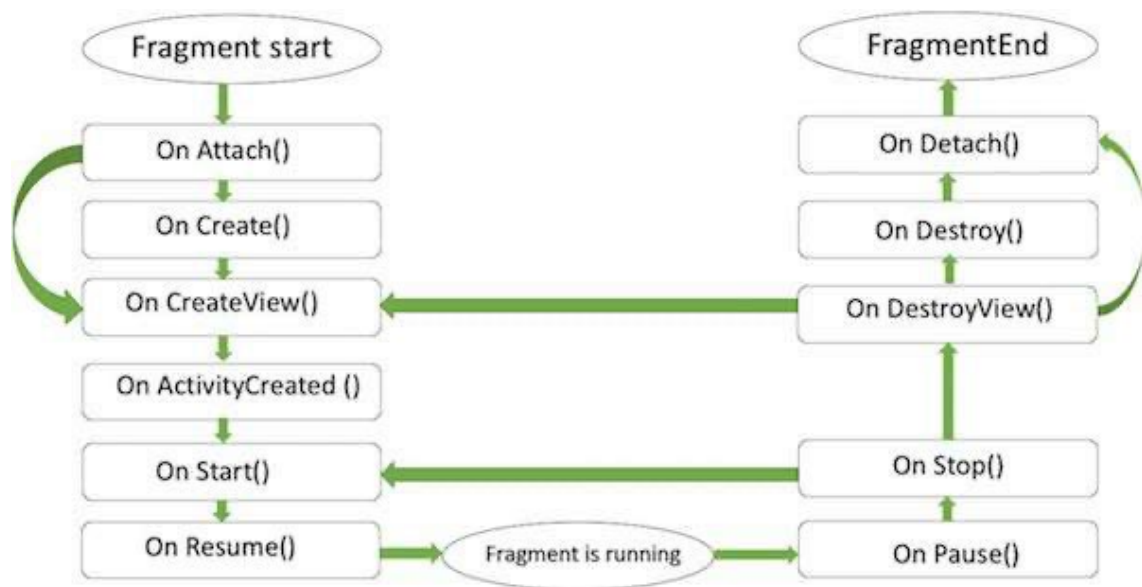 Fragment start
On Attach()
On Create()
On CreateView()
On ActivityCreated ()
On Start()
On Resume()
Fragment is running
On Pause()
On Stop()
On DestroyView()
On Destroy()
On Detach()
FragmentEnd